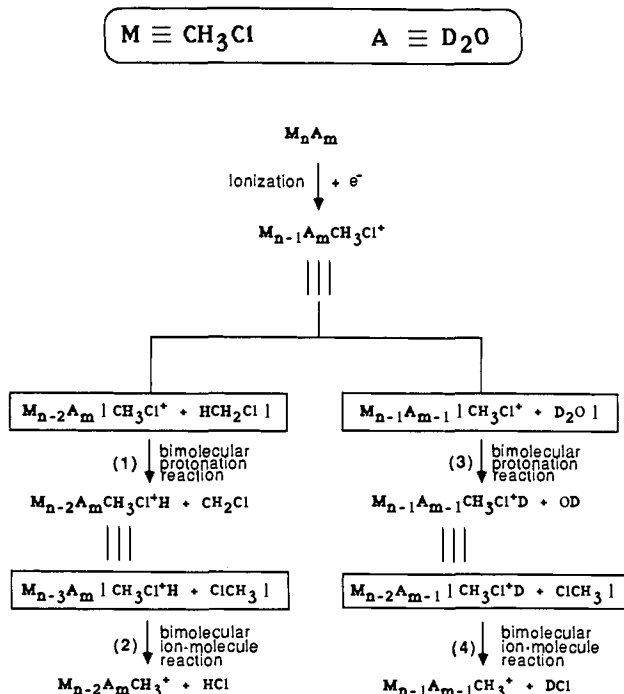 M ≡ CH₃Cl A ≡ D₂O
MₙAₘ
Ionization + e⁻
Mₙ₋₁AₘCH₃Cl⁺
|||
Mₙ₋₂Aₘ [ CH₃Cl⁺ + HCH₂Cl ]
Mₙ₋₁Aₘ₋₁ [ CH₃Cl⁺ + D₂O ]
(1) bimolecular
protonation
reaction
(3) bimolecular
protonation
reaction
Mₙ₋₂AₘCH₃Cl⁺H + CH₂Cl
Mₙ₋₁Aₘ₋₁CH₃Cl⁺D + OD
|||
|||
Mₙ₋₃Aₘ [ CH₃Cl⁺H + ClCH₃ ]
Mₙ₋₂Aₘ₋₁ [ CH₃Cl⁺D + ClCH₃ ]
(2) bimolecular
ion-molecule
reaction
(4) bimolecular
ion-molecule
reaction
Mₙ₋₂AₘCH₃⁺ + HCl
Mₙ₋₁Aₘ₋₁CH₃⁺ + DCl